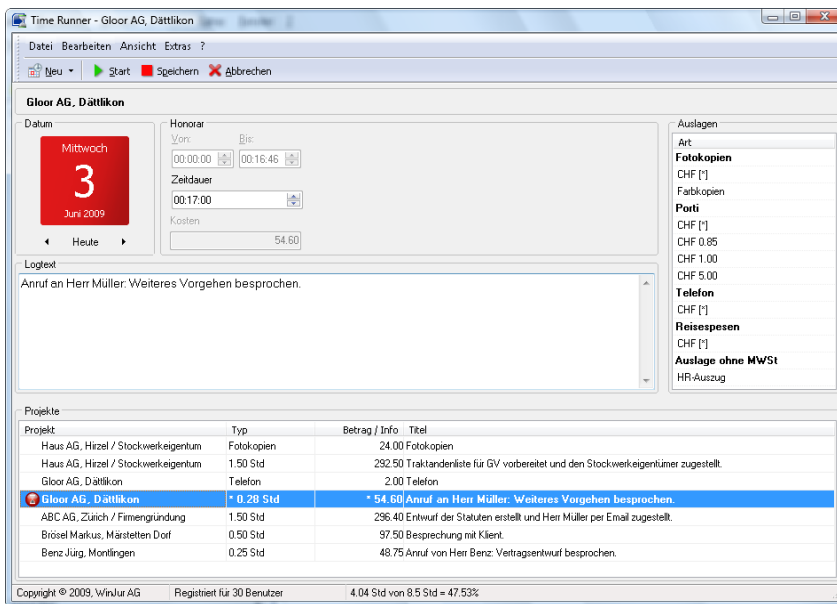 Time Runner - Gloor AG, Dättlikon
Datei Bearbeiten Ansicht Extras ?
Neu Start Speichern Abbrechen
Gloor AG, Dättlikon
Datum
Mittwoch
3
Juni 2009
Heute
Honorar
Von: Bis:
00:00:00 00:16:46
Zeitdauer
00:17:00
Kosten
54.60
Auslagen
Art
Fotokopien
CHF [*]
Farbkopien
Porti
CHF [*]
CHF 0.85
CHF 1.00
CHF 5.00
Telefon
CHF [*]
Reisespesen
CHF [*]
Auslage ohne MWSt
HR-Auszug
Logtext
Anruf an Herr Müller: Weiteres Vorgehen besprochen.
Projekte
Projekt Typ Betrag / Info Titel
Haus AG, Hirzel / Stockwerkeigentum Fotokopien 24.00 Fotokopien
Haus AG, Hirzel / Stockwerkeigentum 1.50 Std 292.50 Traktandenliste für GV vorbereitet und den Stockwerkeigentümer zugestellt.
Gloor AG, Dättlikon Telefon 2.00 Telefon
Gloor AG, Dättlikon * 0.28 Std * 54.60 Anruf an Herr Müller: Weiteres Vorgehen besprochen.
ABC AG, Zürich / Firmengründung 1.50 Std 296.40 Entwurf der Statuten erstellt und Herr Müller per Email zugestellt.
Brösel Markus, Märstetten Dorf 0.50 Std 97.50 Besprechung mit Klient.
Benz Jürg, Montlingen 0.25 Std 48.75 Anruf von Herr Benz: Vertragsentwurf besprochen.
Copyright © 2009, WinJur AG Registriert für 30 Benutzer 4.04 Std von 8.5 Std = 47.53%